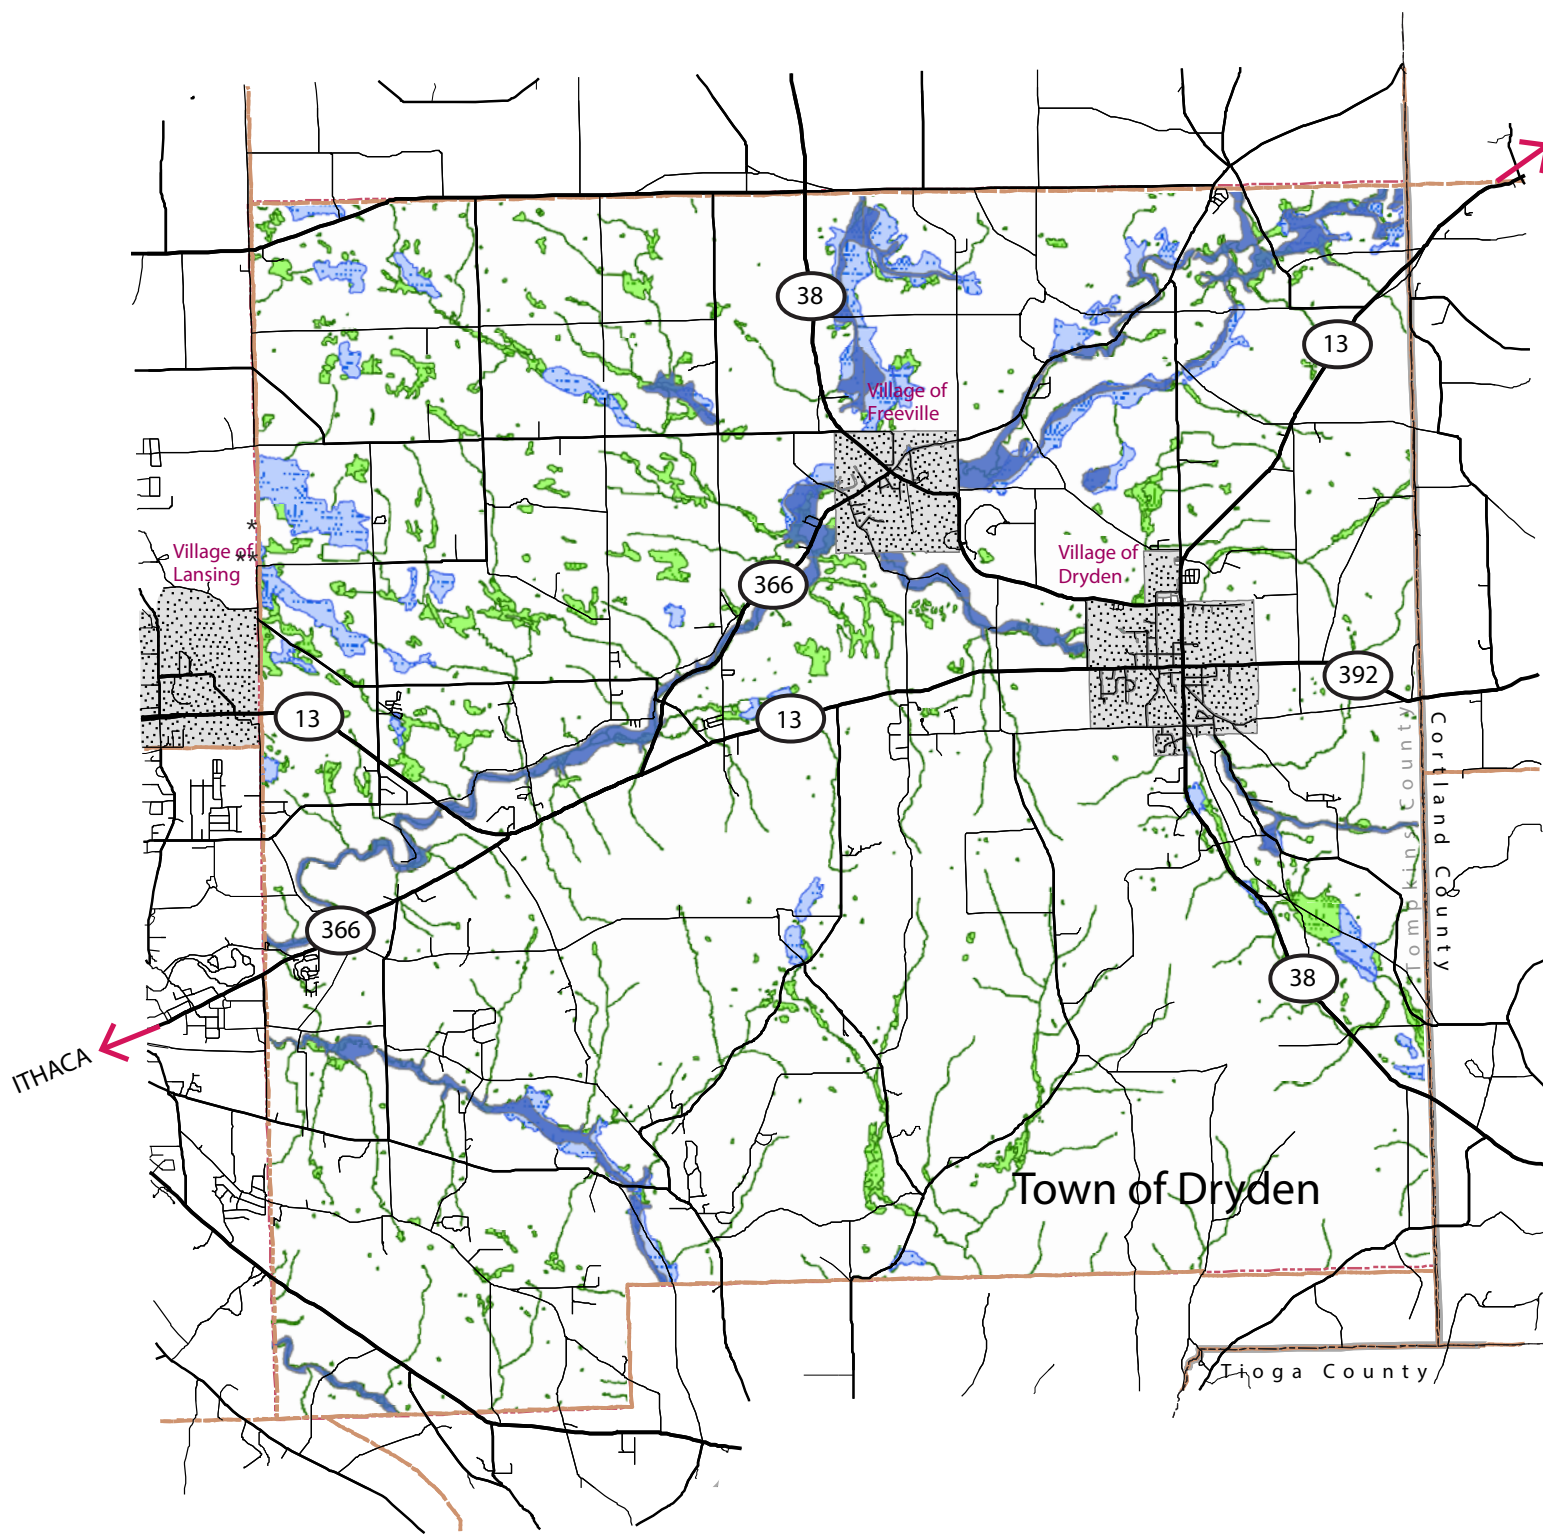 38
13
Village of
Freeville
*
**
Village of
Lansing
Village of
Dryden
366
392
13
13
Cortland County
Tompkins County
366
38
ITHACA
Town of Dryden
Tioga County